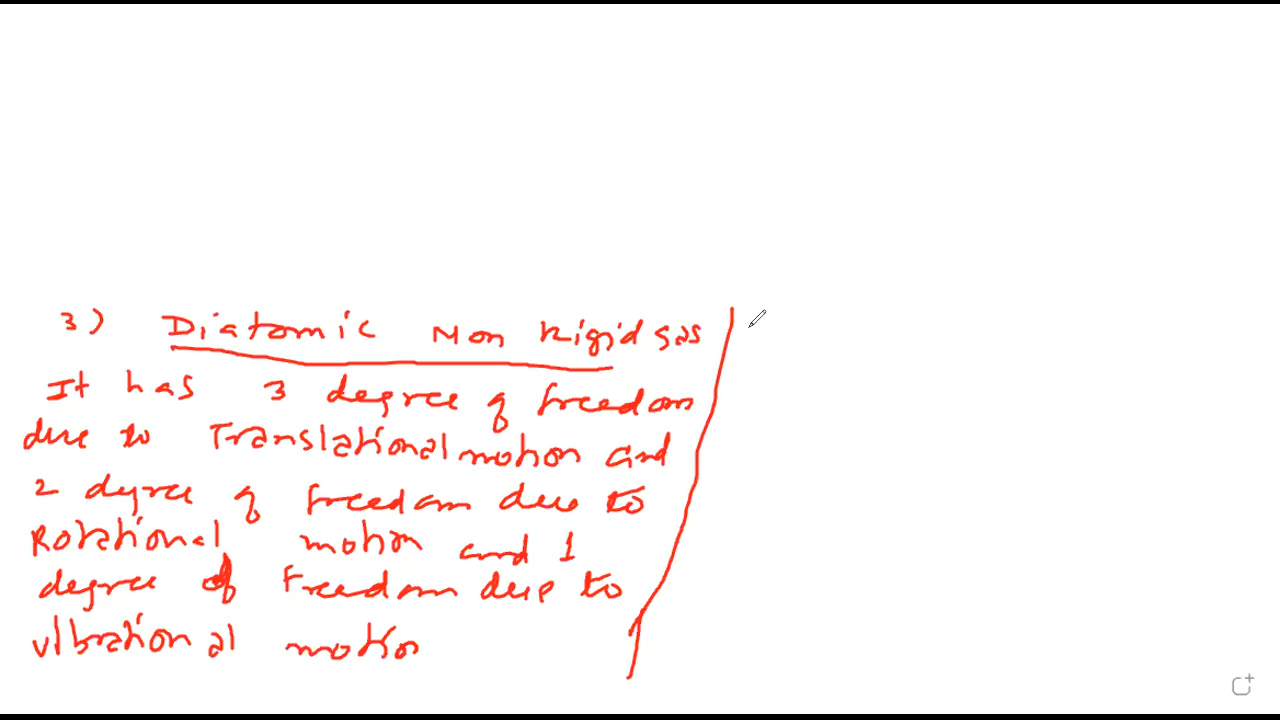 3) Diatomic Non Rigid gas
It has 3 degree of freedom
due to Translational motion and
2 degree of freedom due to
Rotational motion and 1
degree of freedom due to
vibrational motion